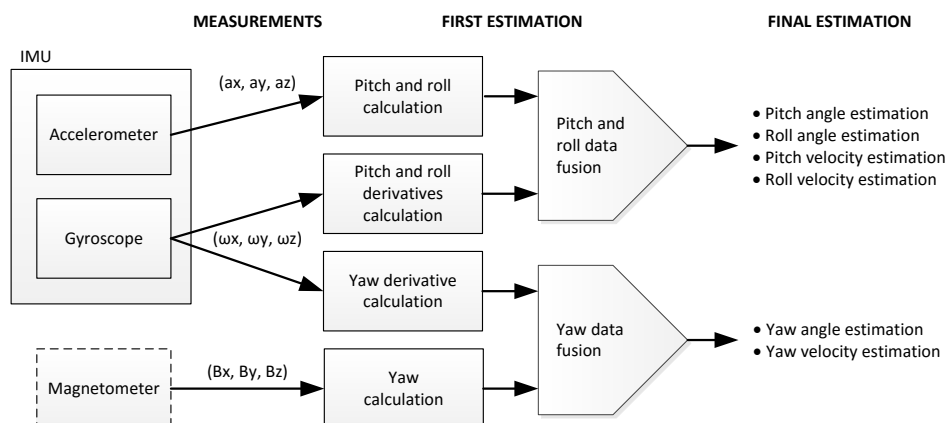 MEASUREMENTS
FIRST ESTIMATION
FINAL ESTIMATION
IMU
Accelerometer
Gyroscope
Magnetometer
(ax, ay, az)
(ωx, ωy, ωz)
(Bx, By, Bz)
Pitch and roll
calculation
Pitch and roll
derivatives
calculation
Yaw derivative
calculation
Yaw
calculation
Pitch and
roll data
fusion
Yaw data
fusion
• Pitch angle estimation
• Roll angle estimation
• Pitch velocity estimation
• Roll velocity estimation
• Yaw angle estimation
• Yaw velocity estimation